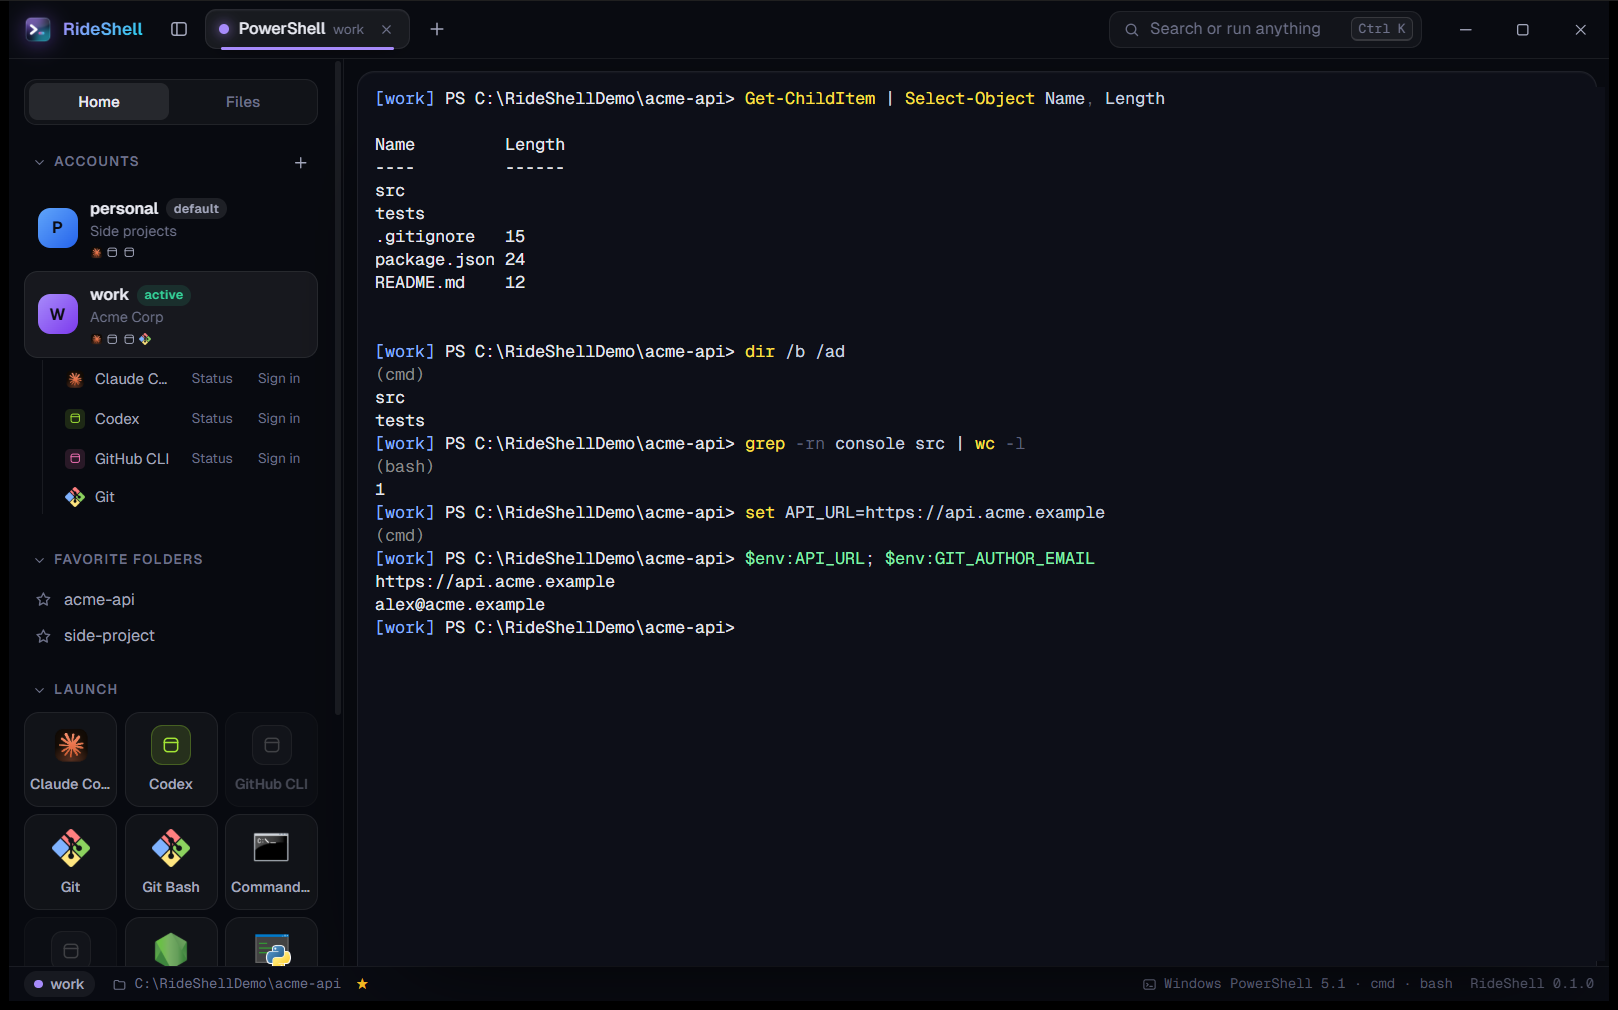 RideShell
PowerShell work
Search or run anything Ctrl K
Home Files
ACCOUNTS
P
personal default
Side projects
W
work active
Acme Corp
Claude C... Status Sign in
Codex Status Sign in
GitHub CLI Status Sign in
Git
FAVORITE FOLDERS
acme-api
side-project
LAUNCH
Claude Co... Codex GitHub CLI
Git Git Bash Command...
[work] PS C:\RideShellDemo\acme-api> Get-ChildItem | Select-Object Name, Length
Name Length
---- ------
src
tests
.gitignore 15
package.json 24
README.md 12
[work] PS C:\RideShellDemo\acme-api> dir /b /ad
(cmd)
src
tests
[work] PS C:\RideShellDemo\acme-api> grep -rn console src | wc -l
(bash)
1
[work] PS C:\RideShellDemo\acme-api> set API_URL=https://api.acme.example
(cmd)
[work] PS C:\RideShellDemo\acme-api> $env:API_URL; $env:GIT_AUTHOR_EMAIL
https://api.acme.example
alex@acme.example
[work] PS C:\RideShellDemo\acme-api>
work C:\RideShellDemo\acme-api Windows PowerShell 5.1 · cmd · bash RideShell 0.1.0